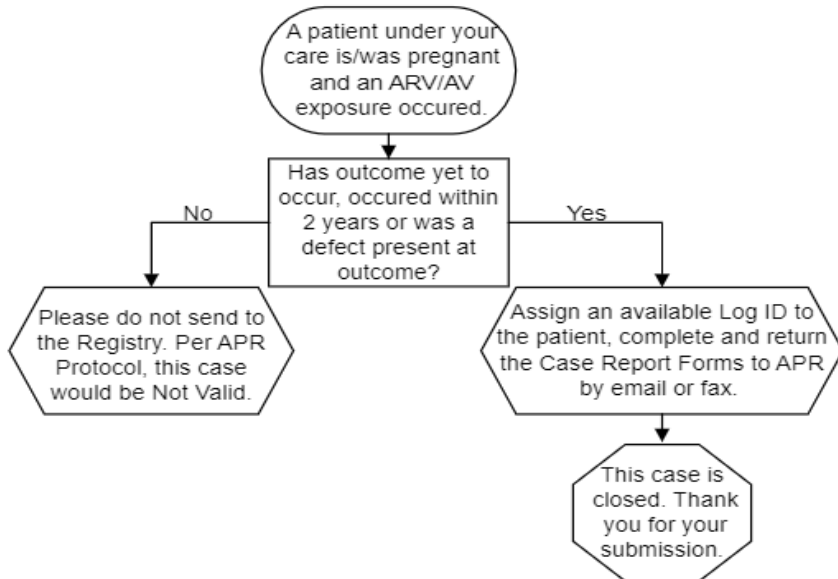 A patient under your
care is/was pregnant
and an ARV/AV
exposure occured.
Has outcome yet to
occur, occured within
2 years or was a
defect present at
outcome?
No
Yes
Please do not send to
the Registry. Per APR
Protocol, this case
would be Not Valid.
Assign an available Log ID to
the patient, complete and return
the Case Report Forms to APR
by email or fax.
This case is
closed. Thank
you for your
submission.